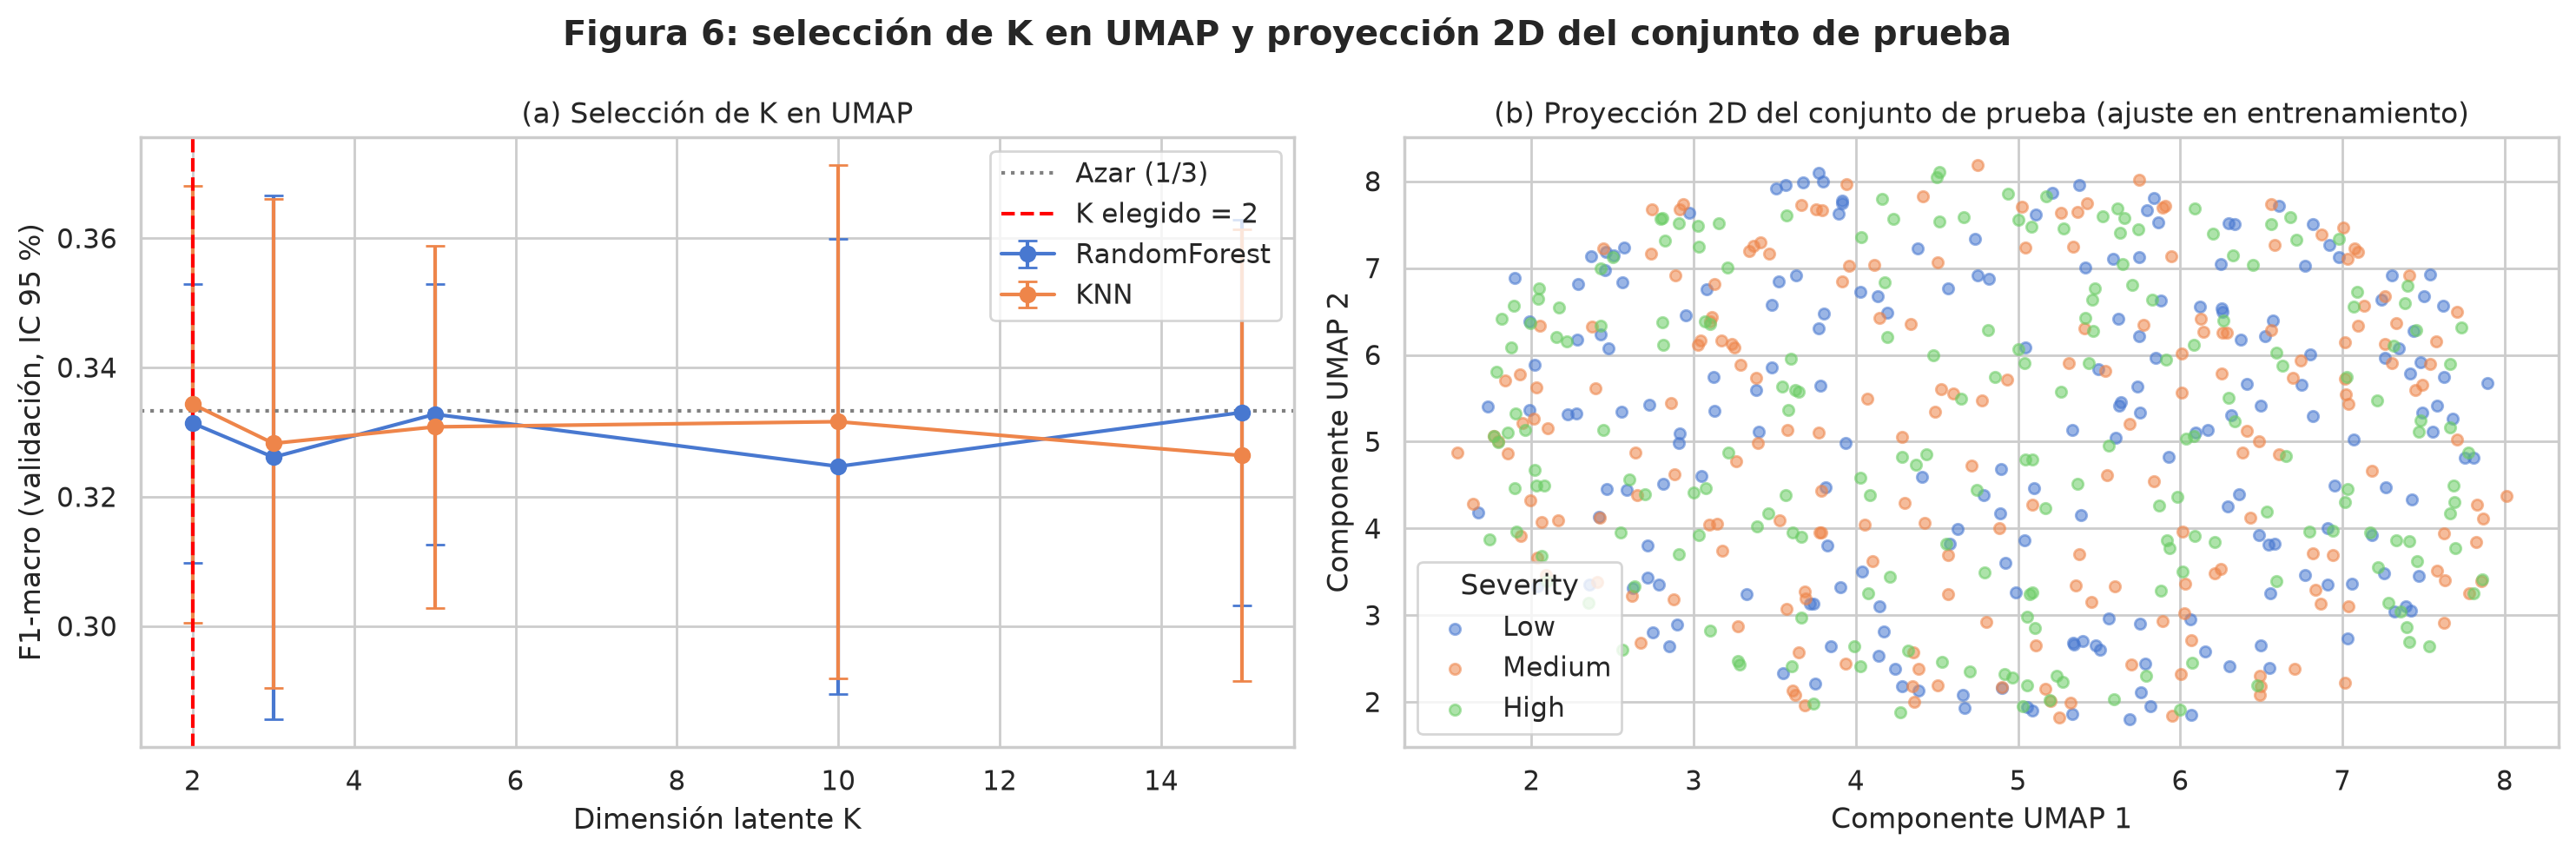 Figura 6: selección de K en UMAP y proyección 2D del conjunto de prueba
(a) Selección de K en UMAP
F1-macro (validación, IC 95 %)
0.36
0.34
0.32
0.30
Azar (1/3)
K elegido = 2
RandomForest
KNN
2
4
6
8
10
12
14
Dimensión latente K
(b) Proyección 2D del conjunto de prueba (ajuste en entrenamiento)
Componente UMAP 2
8
7
6
5
4
3
2
Severity
Low
Medium
High
2
3
4
5
6
7
8
Componente UMAP 1